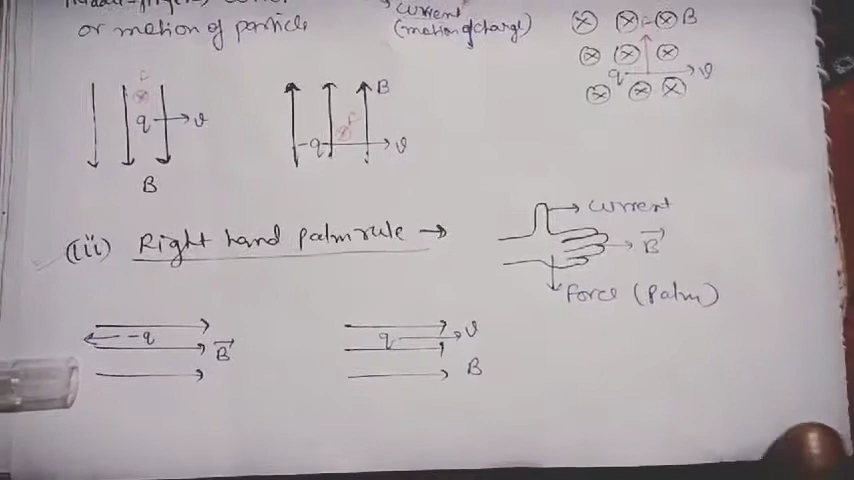 or motion of particle
current
(motion of charge)
B
q
v
F
q
v
B
B
F
-q
v
(iii) Right hand palm rule →
current
B
force (palm)
-q
B
q
v
B